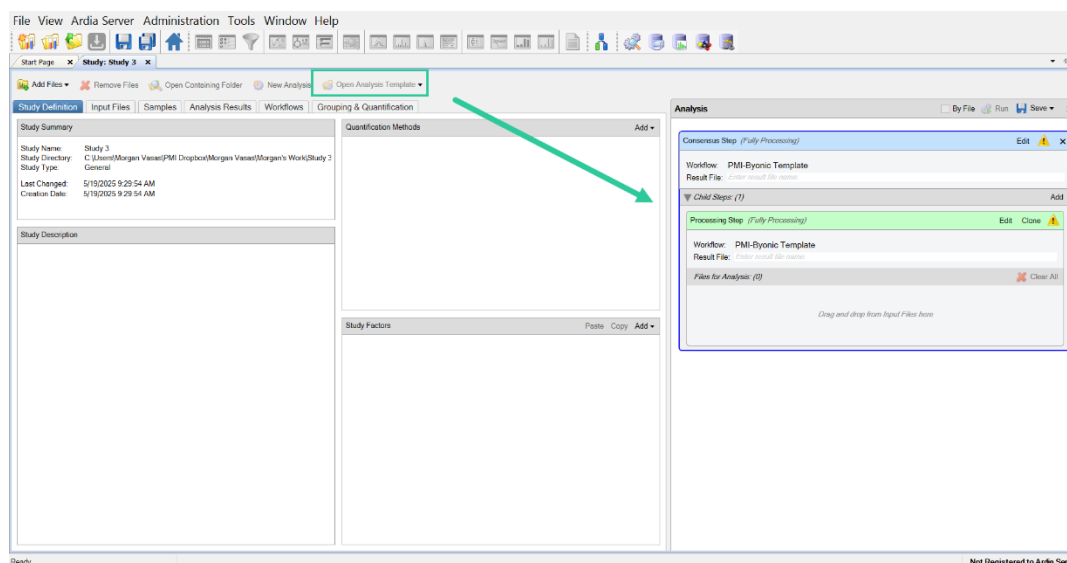 File View Ardia Server Administration Tools Window Help
Start Page x Study: Study 3 x
Add Files Remove Files Open Containing Folder New Analysis Open Analysis Template
Study Definition Input Files Samples Analysis Results Workflows Grouping & Quantification
Study Summary
Study Name: Study 3
Study Directory: C:\Users\Morgan Vasas\PMI Dropbox\Morgan Vasas\Morgan's Work\Study 3
Study Type: General
Last Changed: 5/19/2025 9:29:54 AM
Creation Date: 5/19/2025 9:29:54 AM
Study Description
Quantification Methods Add
Study Factors Paste Copy Add
Analysis By File Run Save
Consensus Step (Fully Processing) Edit x
Workflow: PMI-Byonic Template
Result File: Enter result file name
Child Steps: (1) Add
Processing Step (Fully Processing) Edit Clone
Workflow: PMI-Byonic Template
Result File: Enter result file name
Files for Analysis: (0) Clear All
Drag and drop from Input Files here
Ready Not Registered to Ardia Ser